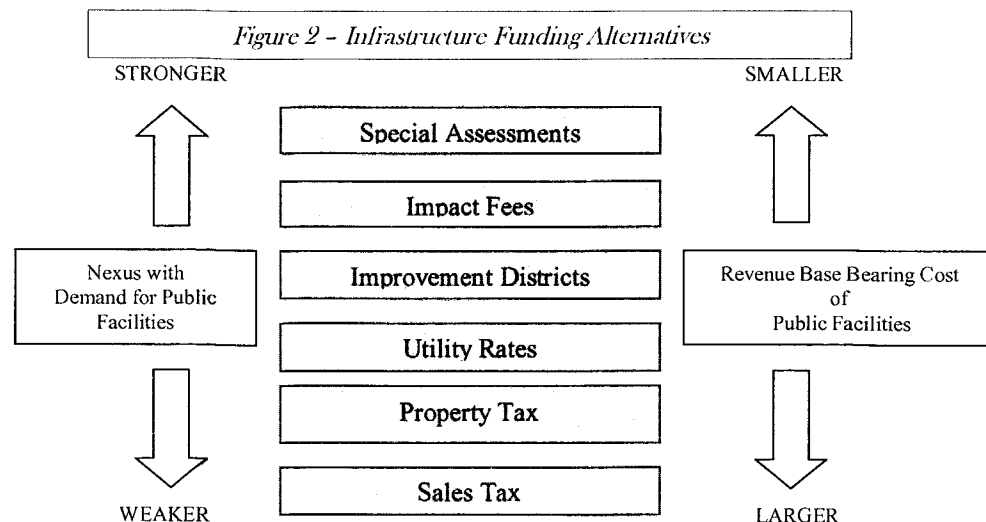 Figure 2 - Infrastructure Funding Alternatives
STRONGER
SMALLER
Special Assessments
Impact Fees
Nexus with
Demand for Public
Facilities
Improvement Districts
Revenue Base Bearing Cost
of
Public Facilities
Utility Rates
Property Tax
Sales Tax
WEAKER
LARGER